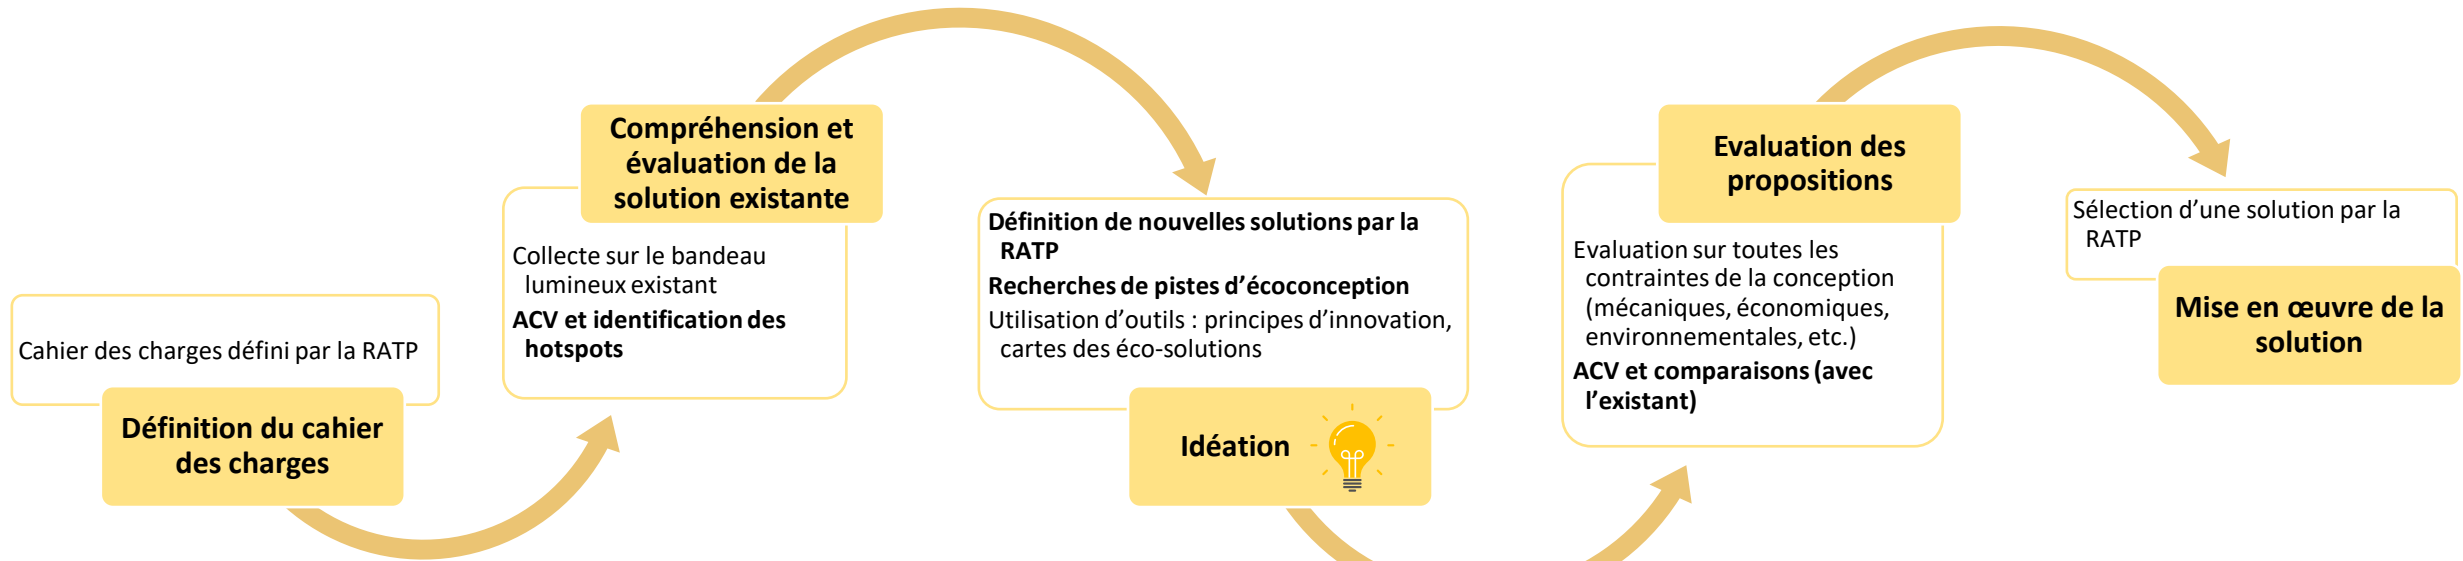 Cahier des charges défini par la RATP
Définition du cahier
des charges
Compréhension et
évaluation de la
solution existante
Collecte sur le bandeau
lumineux existant
ACV et identification des
hotspots
Définition de nouvelles solutions par la
RATP
Recherches de pistes d’écoconception
Utilisation d’outils : principes d’innovation,
cartes des éco-solutions
Idéation
Evaluation des
propositions
Evaluation sur toutes les
contraintes de la conception
(mécaniques, économiques,
environnementales, etc.)
ACV et comparaisons (avec
l’existant)
Sélection d’une solution par la
RATP
Mise en œuvre de la
solution